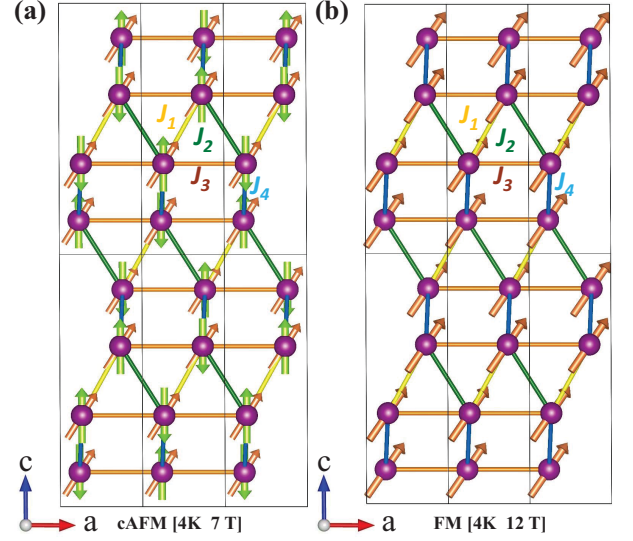 (a)
(b)
J₁
J₂
J₃
J₄
J₁
J₂
J₃
J₄
c
a
cAFM [4K 7 T]
c
a
FM [4K 12 T]